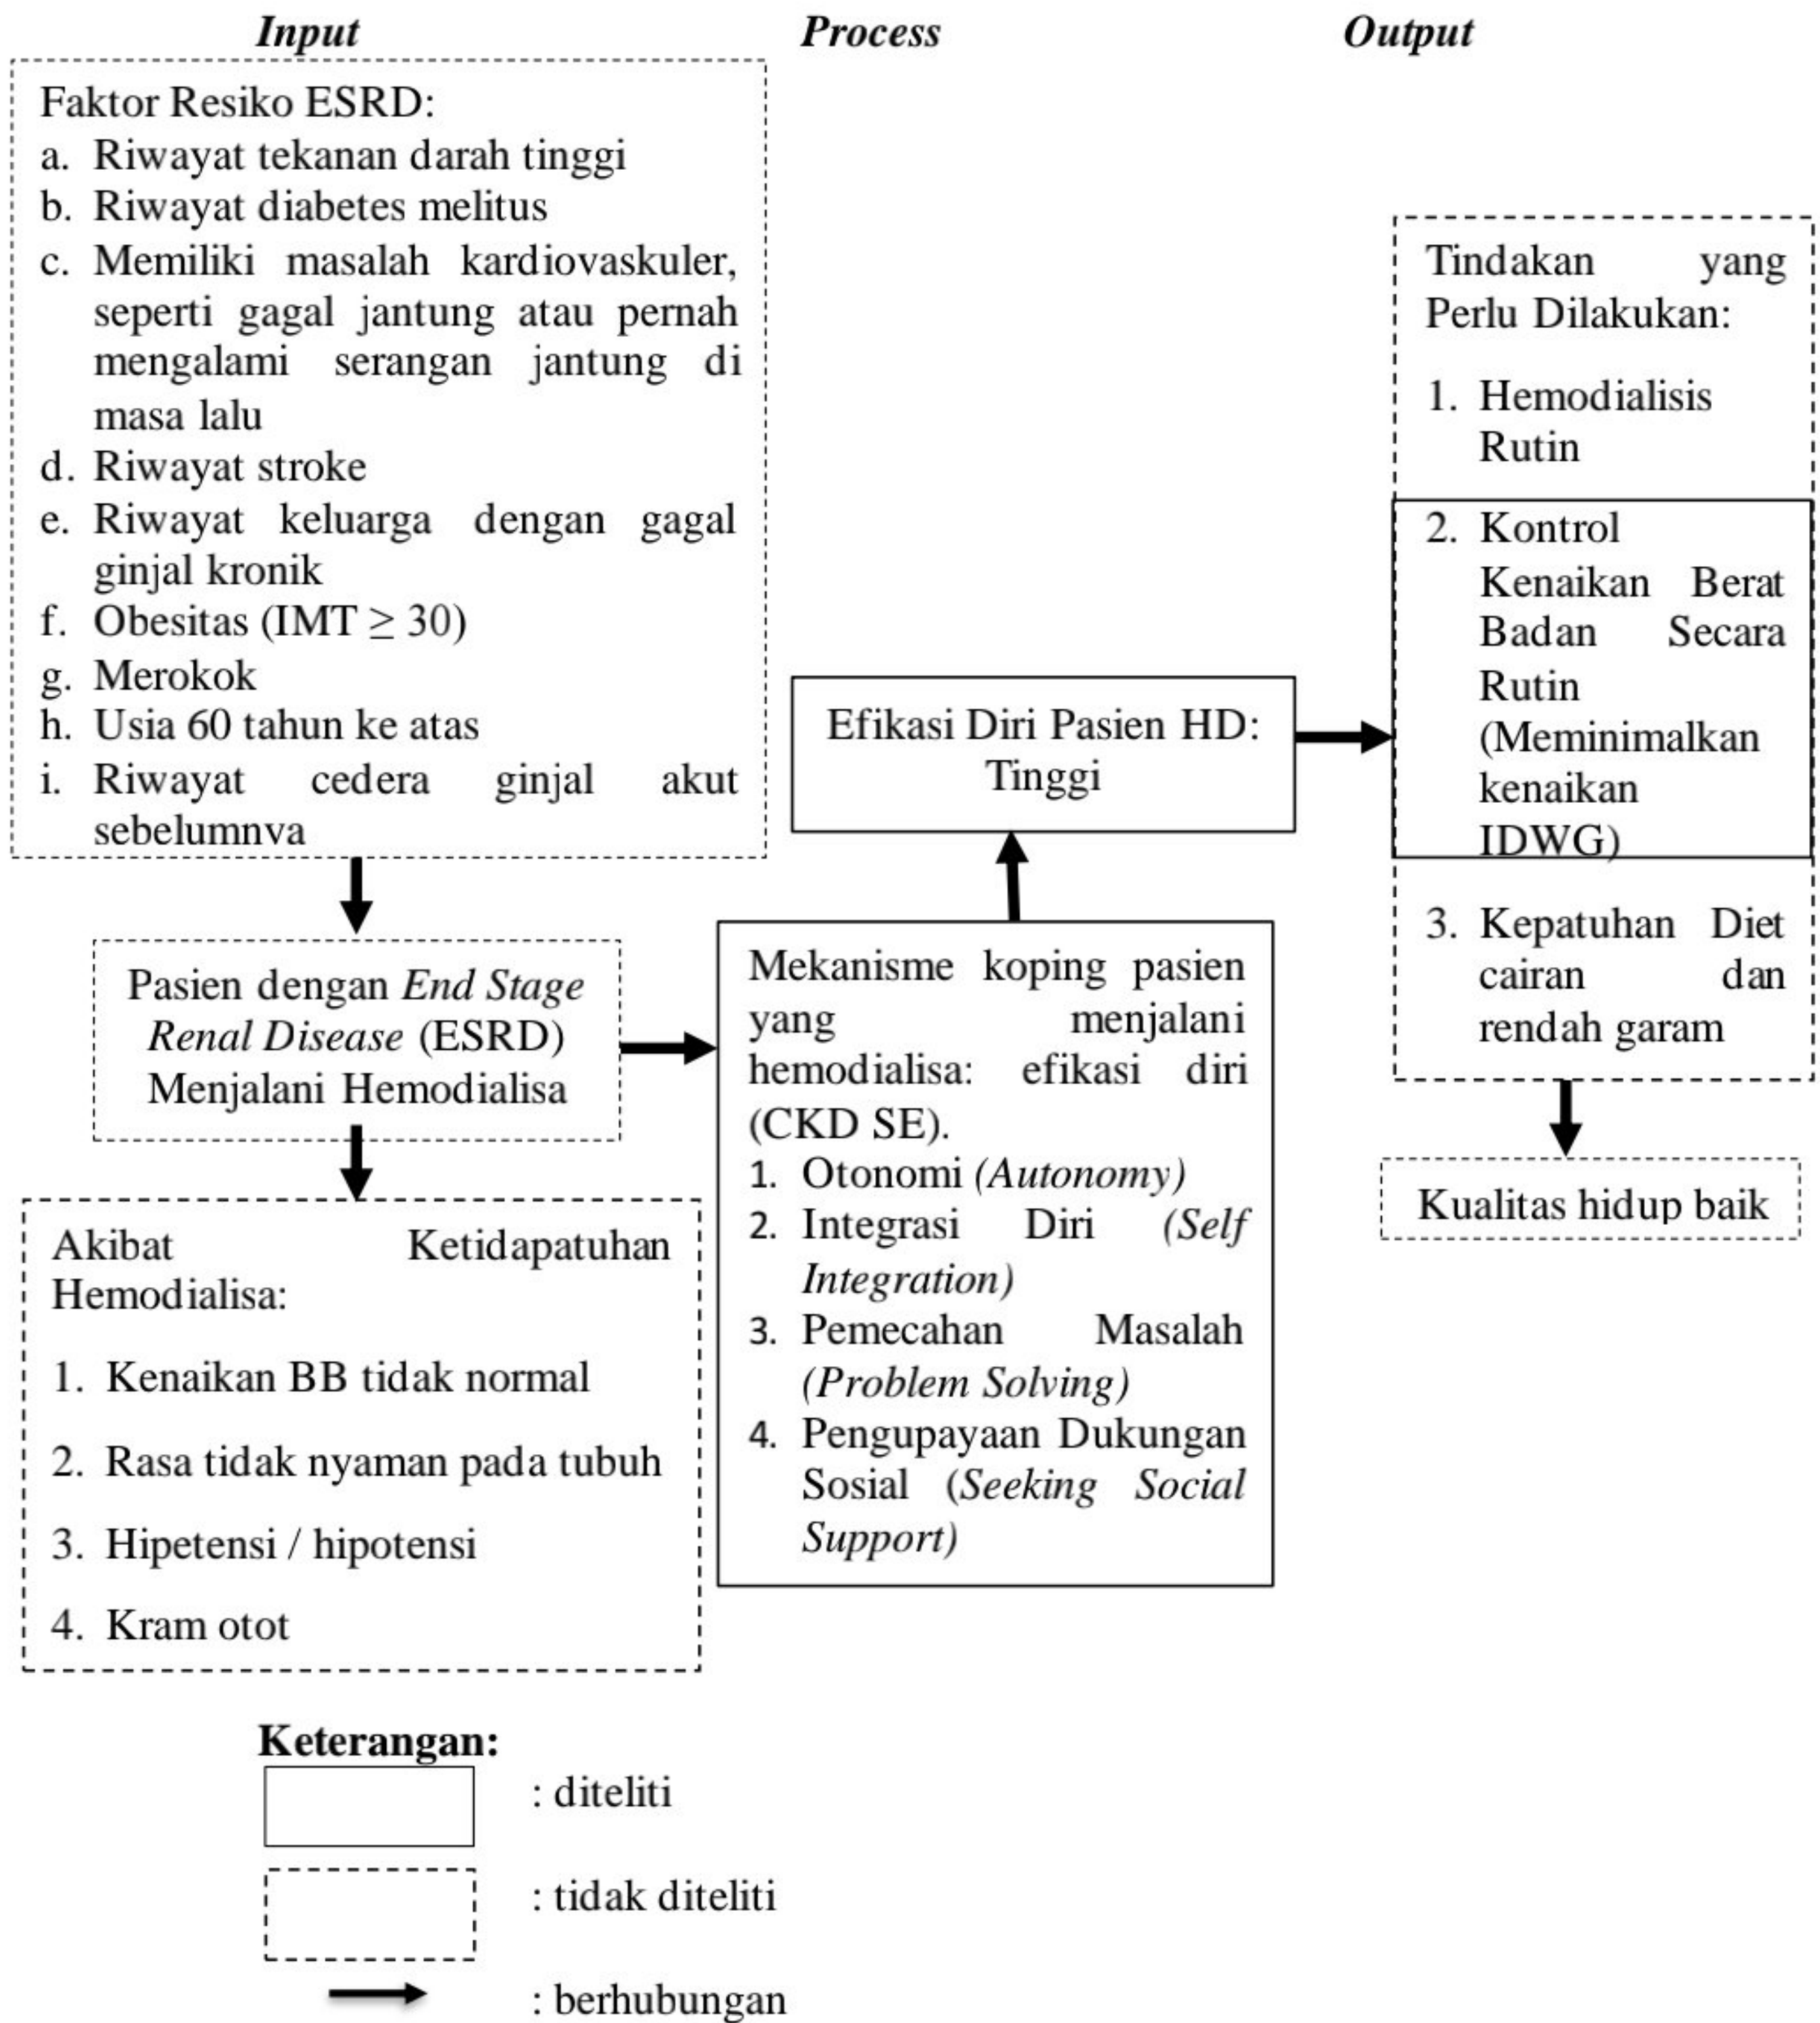 Input Process Output
Faktor Resiko ESRD:
a. Riwayat tekanan darah tinggi
b. Riwayat diabetes melitus
c. Memiliki masalah kardiovaskuler,
seperti gagal jantung atau pernah
mengalami serangan jantung di
masa lalu
d. Riwayat stroke
e. Riwayat keluarga dengan gagal
ginjal kronik
f. Obesitas (IMT ≥ 30)
g. Merokok
h. Usia 60 tahun ke atas
i. Riwayat cedera ginjal akut
sebelumnva
Pasien dengan End Stage
Renal Disease (ESRD)
Menjalani Hemodialisa
Akibat Ketidapatuhan
Hemodialisa:
1. Kenaikan BB tidak normal
2. Rasa tidak nyaman pada tubuh
3. Hipetensi / hipotensi
4. Kram otot
Efikasi Diri Pasien HD:
Tinggi
Mekanisme koping pasien
yang menjalani
hemodialisa: efikasi diri
(CKD SE).
1. Otonomi (Autonomy)
2. Integrasi Diri (Self
Integration)
3. Pemecahan Masalah
(Problem Solving)
4. Pengupayaan Dukungan
Sosial (Seeking Social
Support)
Tindakan yang
Perlu Dilakukan:
1. Hemodialisis
Rutin
2. Kontrol
Kenaikan Berat
Badan Secara
Rutin
(Meminimalkan
kenaikan
IDWG)
3. Kepatuhan Diet
cairan dan
rendah garam
Kualitas hidup baik
Keterangan:
: diteliti
: tidak diteliti
: berhubungan